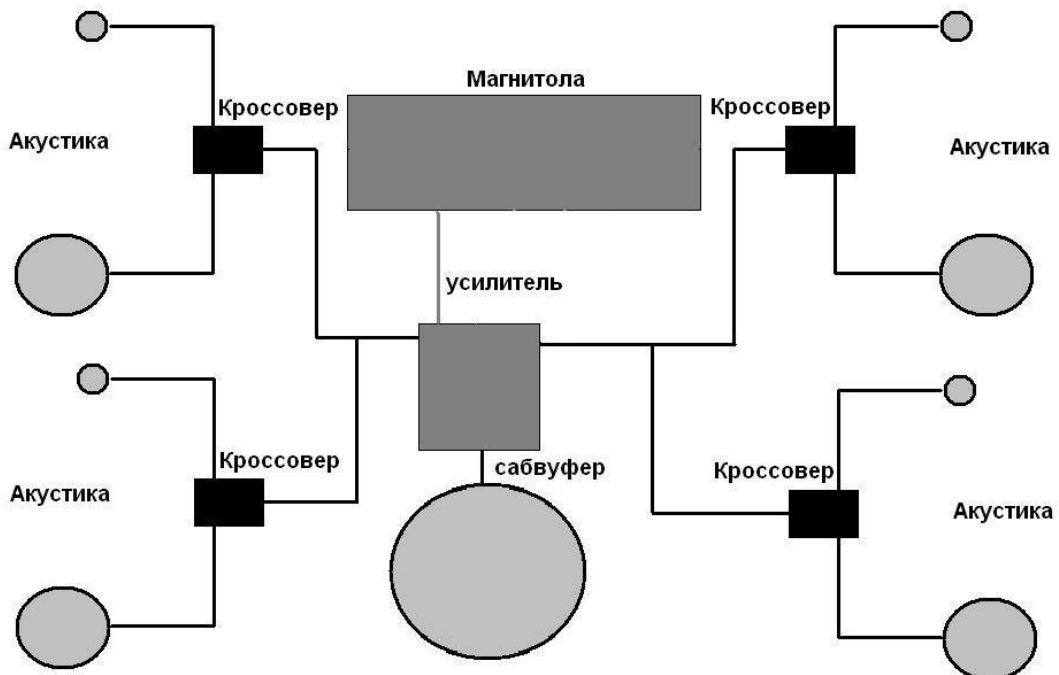 Магнитола
Кроссовер
Кроссовер
Акустика
Акустика
усилитель
Кроссовер
сабвуфер
Кроссовер
Акустика
Акустика